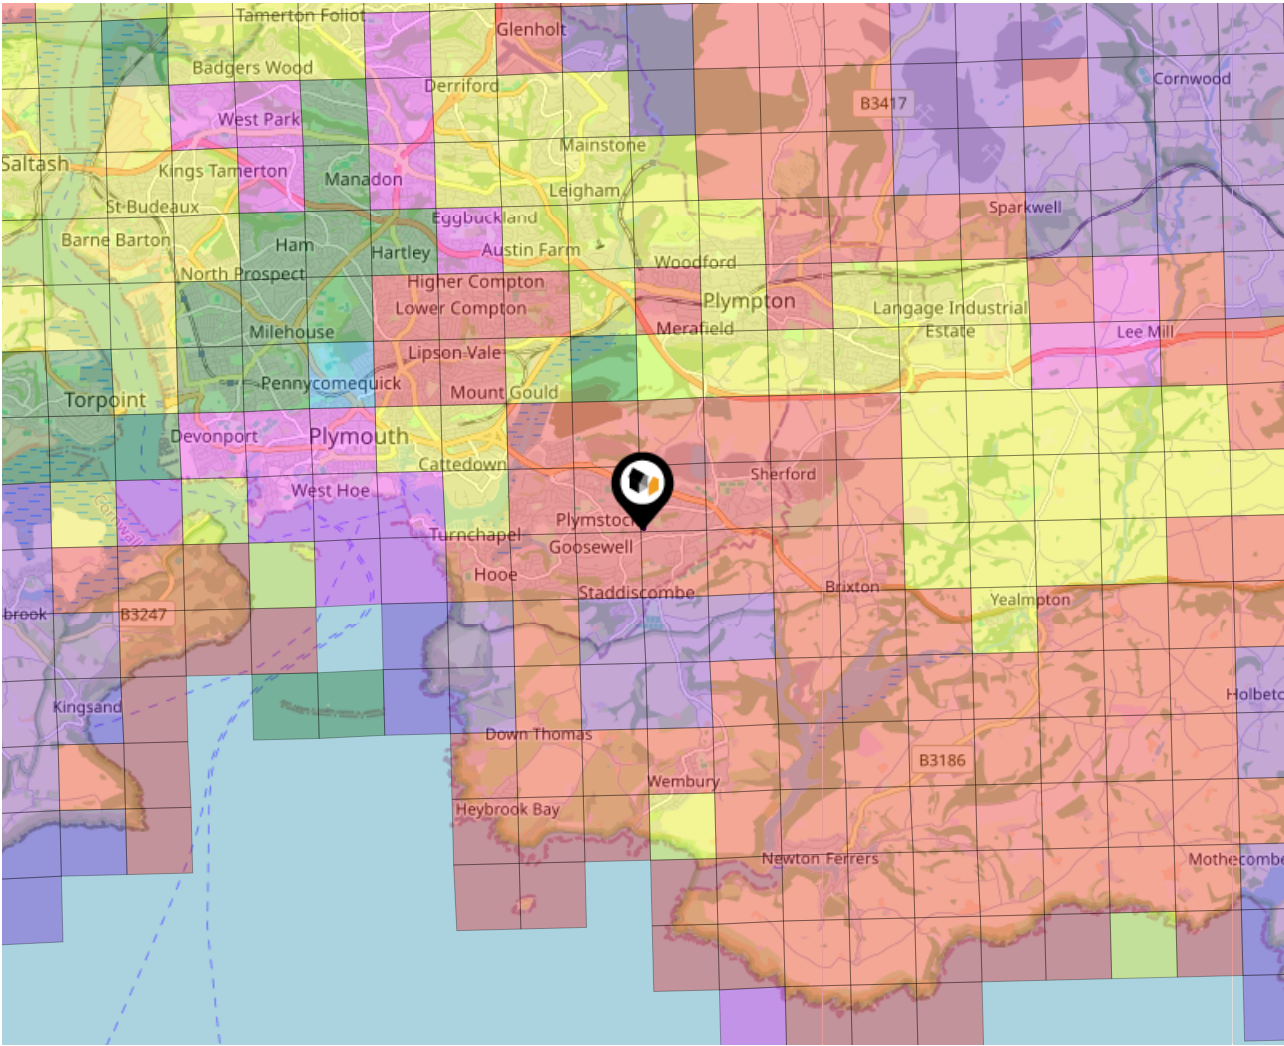 Tamerton Foliot
Glenholt
Badgers Wood
Derriford
Cornwood
B3417
West Park
Mainstone
Saltash
Kings Tamerton
Manadon
Leigham
St Budeaux
Eggbuckland
Sparkwell
Barne Barton
Ham
Hartley
Austin Farm
Woodford
North Prospect
Higher Compton
Plympton
Lower Compton
Langage Industrial
Estate
Milehouse
Merafield
Lee Mill
Lipson Vale
Pennycomequick
Mount Gould
Torpoint
Devonport
Plymouth
Cattedown
Sherford
West Hoe
Cornwall
Plymstock
Turnchapel
Goosewell
Hooe
Staddiscombe
Brixton
Yealmpton
brook
B3247
Kingsand
Holbetc
Down Thomas
B3186
Wembury
Heybrook Bay
Newton Ferrers
Mothecombe